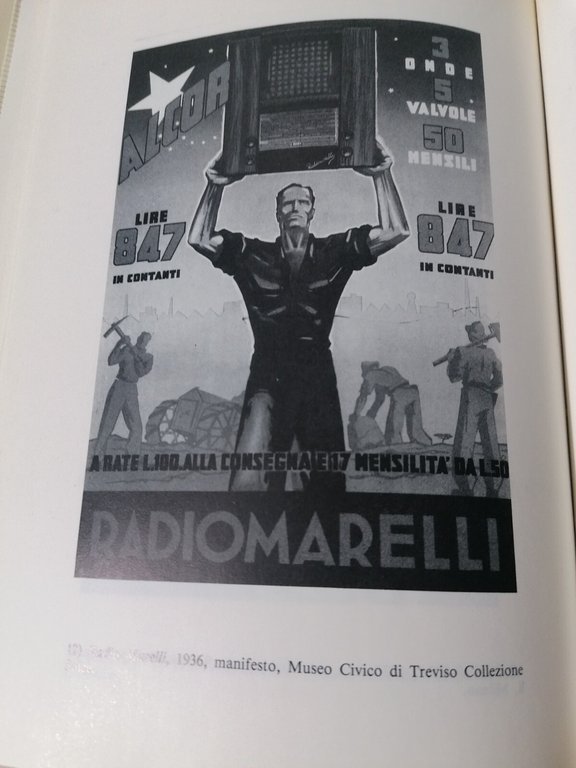 ALCOR
3
ONDE
5
VALVOLE
50
MENSILI
LIRE
847
IN CONTANTI
LIRE
847
IN CONTANTI
A RATE L.100.ALLA CONSEGNA E 17 MENSILITÀ DA L.50
RADIOMARELLI
1936, manifesto, Museo Civico di Treviso Collezione